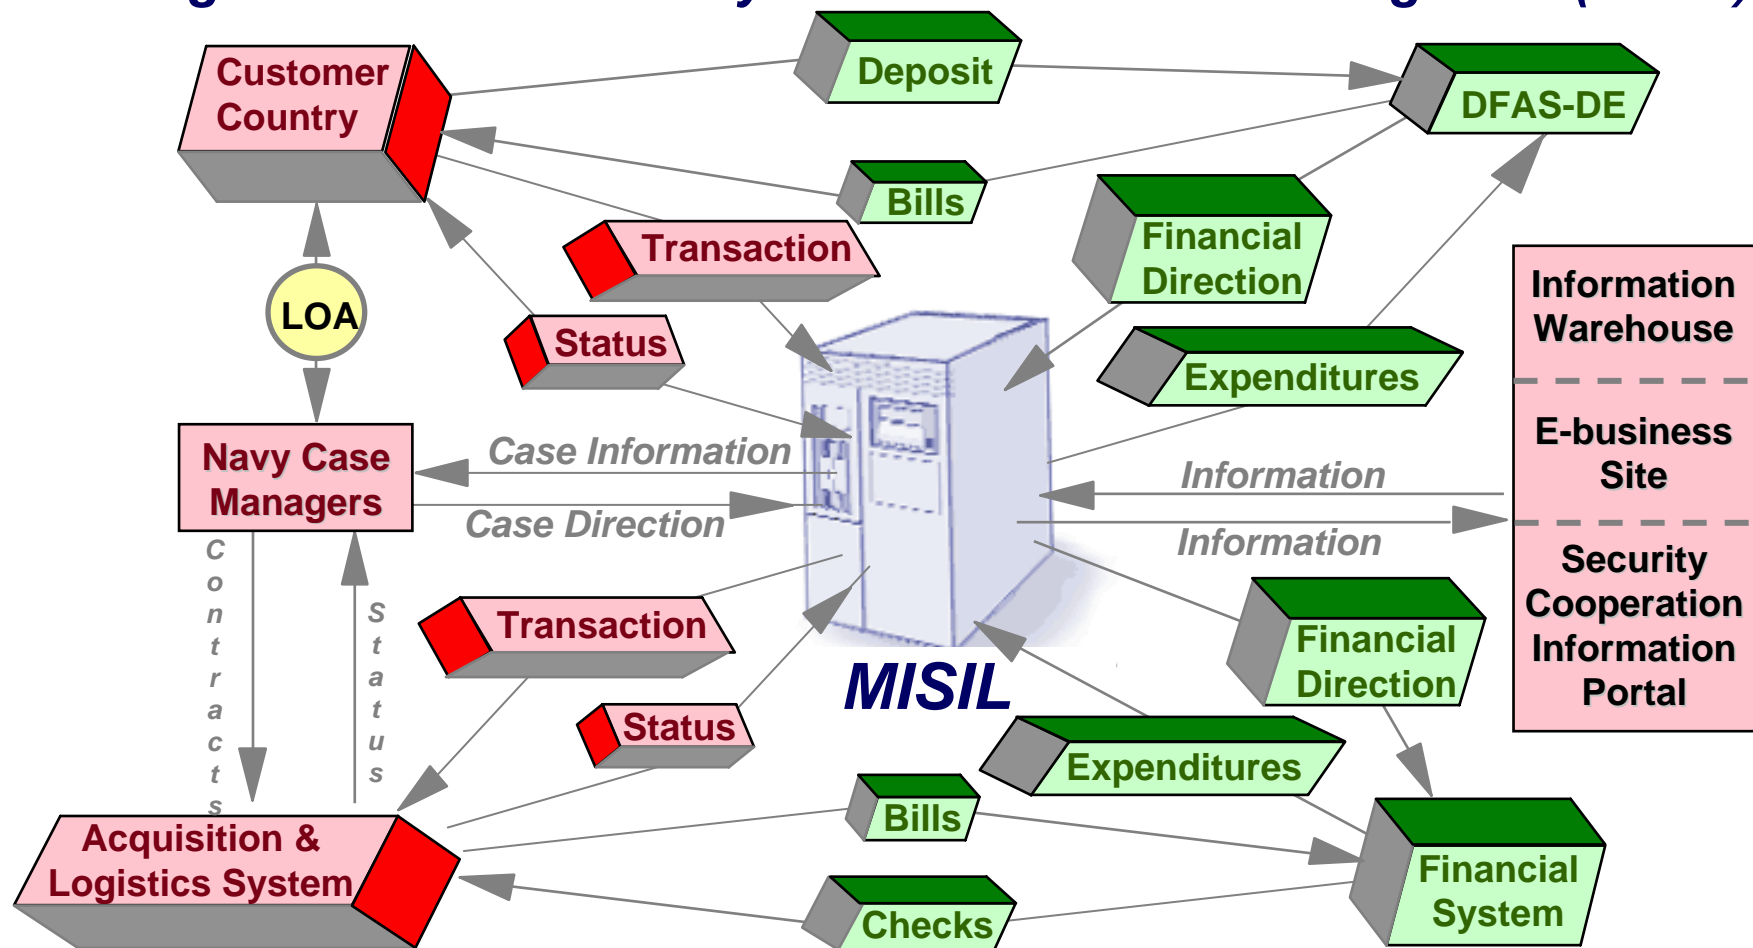 Customer
Country
Deposit
DFAS-DE
Bills
Transaction
Financial
Direction
LOA
Status
Expenditures
Information
Warehouse
E-business
Site
Security
Cooperation
Information
Portal
Navy Case
Managers
Case Information
Case Direction
Information
Information
Contracts
Status
MISIL
Transaction
Status
Financial
Direction
Expenditures
Bills
Acquisition &
Logistics System
Checks
Financial
System